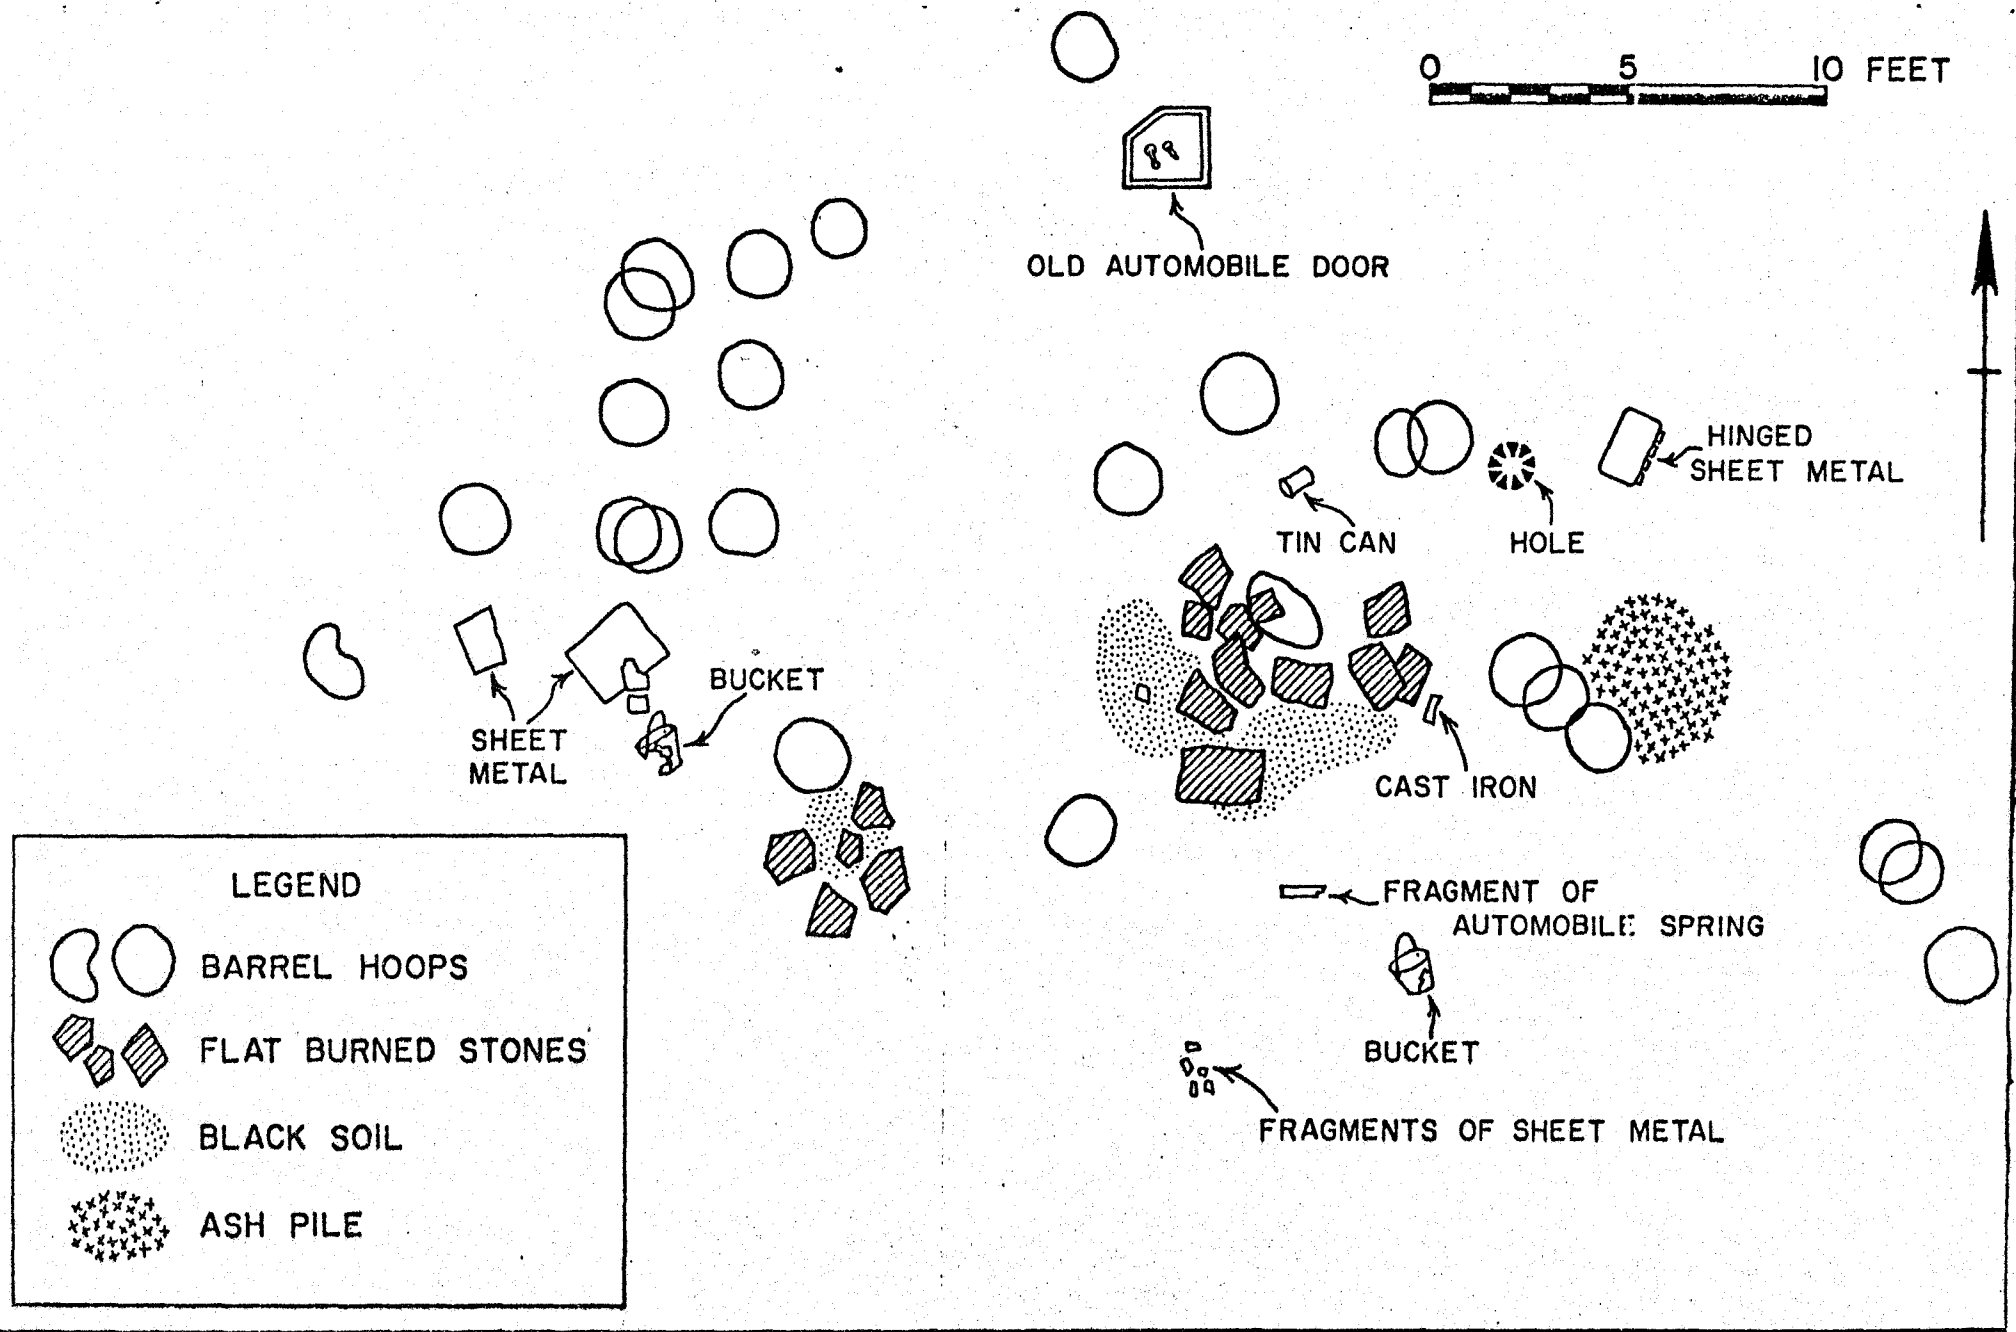 0 5 10 FEET
OLD AUTOMOBILE DOOR
HINGED
SHEET METAL
TIN CAN
HOLE
BUCKET
SHEET
METAL
CAST IRON
FRAGMENT OF
AUTOMOBILE SPRING
BUCKET
FRAGMENTS OF SHEET METAL
LEGEND
BARREL HOOPS
FLAT BURNED STONES
BLACK SOIL
ASH PILE